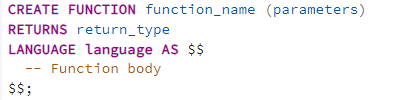 CREATE FUNCTION function_name (parameters)
RETURNS return_type
LANGUAGE language AS $$
  -- Function body
$$;